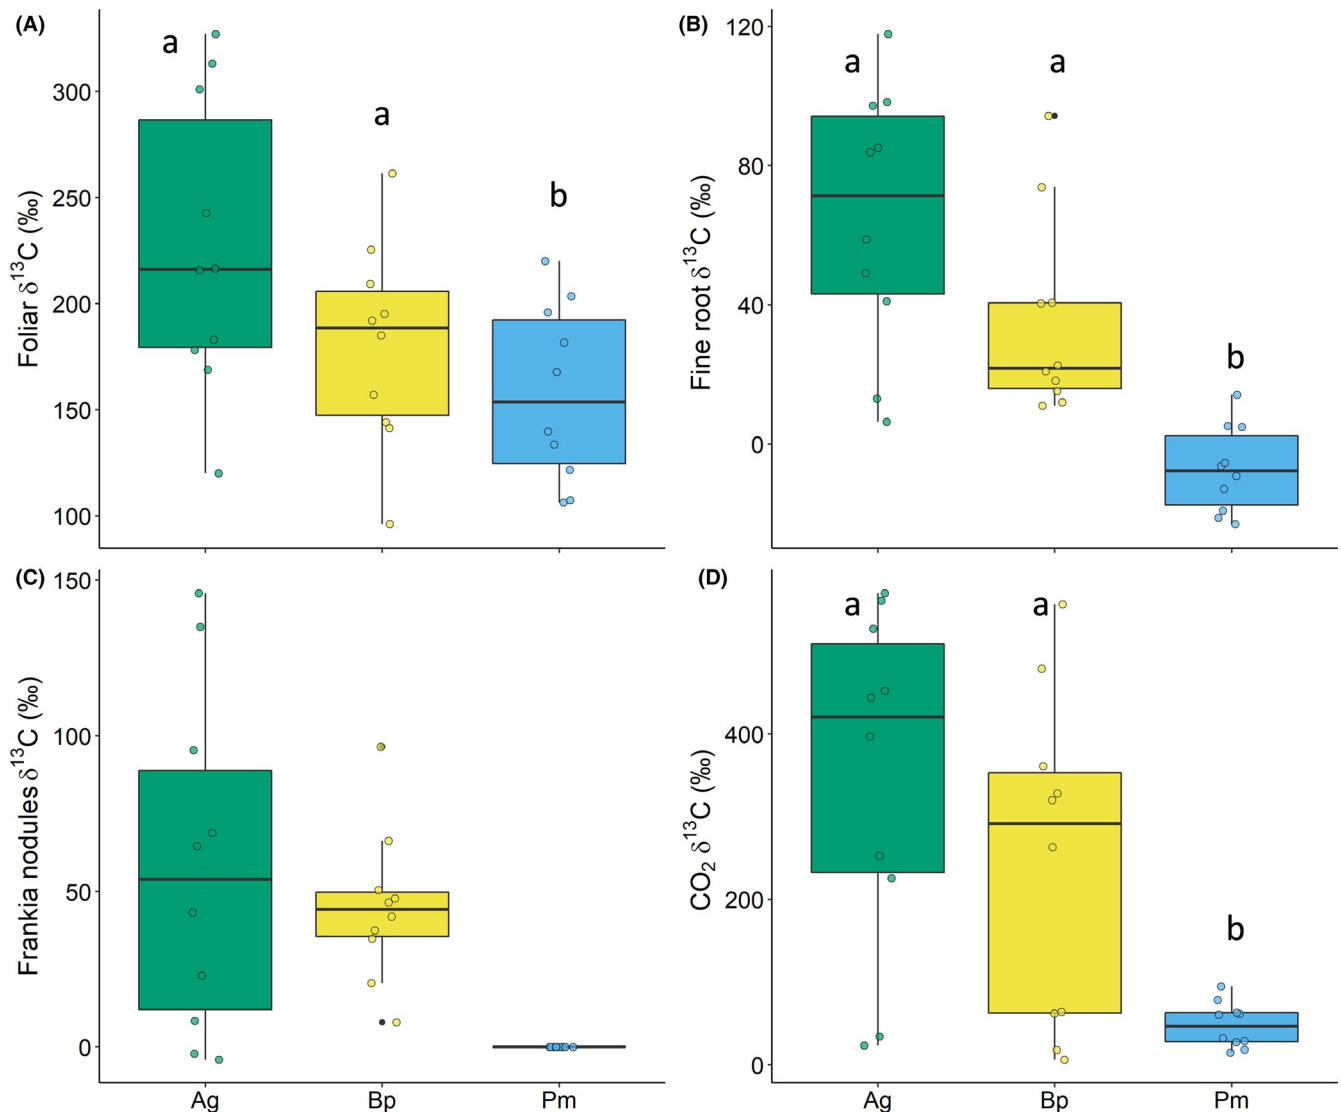 (A)
Foliar δ¹³C (‰)
300
250
200
150
100
a
a
b
(B)
Fine root δ¹³C (‰)
120
80
40
0
a
a
b
(C)
Frankia nodules δ¹³C (‰)
150
100
50
0
Ag
Bp
Pm
(D)
CO₂ δ¹³C (‰)
400
200
0
a
a
b
Ag
Bp
Pm